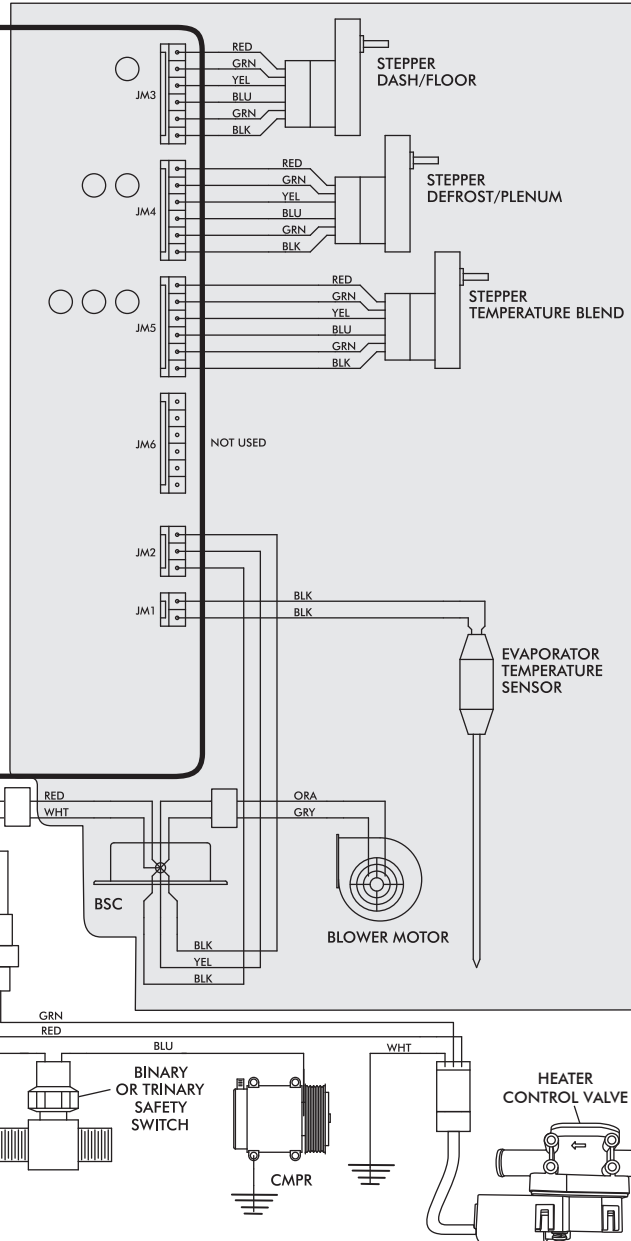 RED
GRN
YEL
BLU
GRN
BLK
JM3
STEPPER
DASH/FLOOR
RED
GRN
YEL
BLU
GRN
BLK
JM4
STEPPER
DEFROST/PLENUM
RED
GRN
YEL
BLU
GRN
BLK
JM5
STEPPER
TEMPERATURE BLEND
JM6
NOT USED
JM2
JM1
BLK
BLK
EVAPORATOR
TEMPERATURE
SENSOR
RED
WHT
ORA
GRY
BSC
BLOWER MOTOR
BLK
YEL
BLK
GRN
RED
BLU
WHT
BINARY
OR TRINARY
SAFETY
SWITCH
CMPR
HEATER
CONTROL VALVE